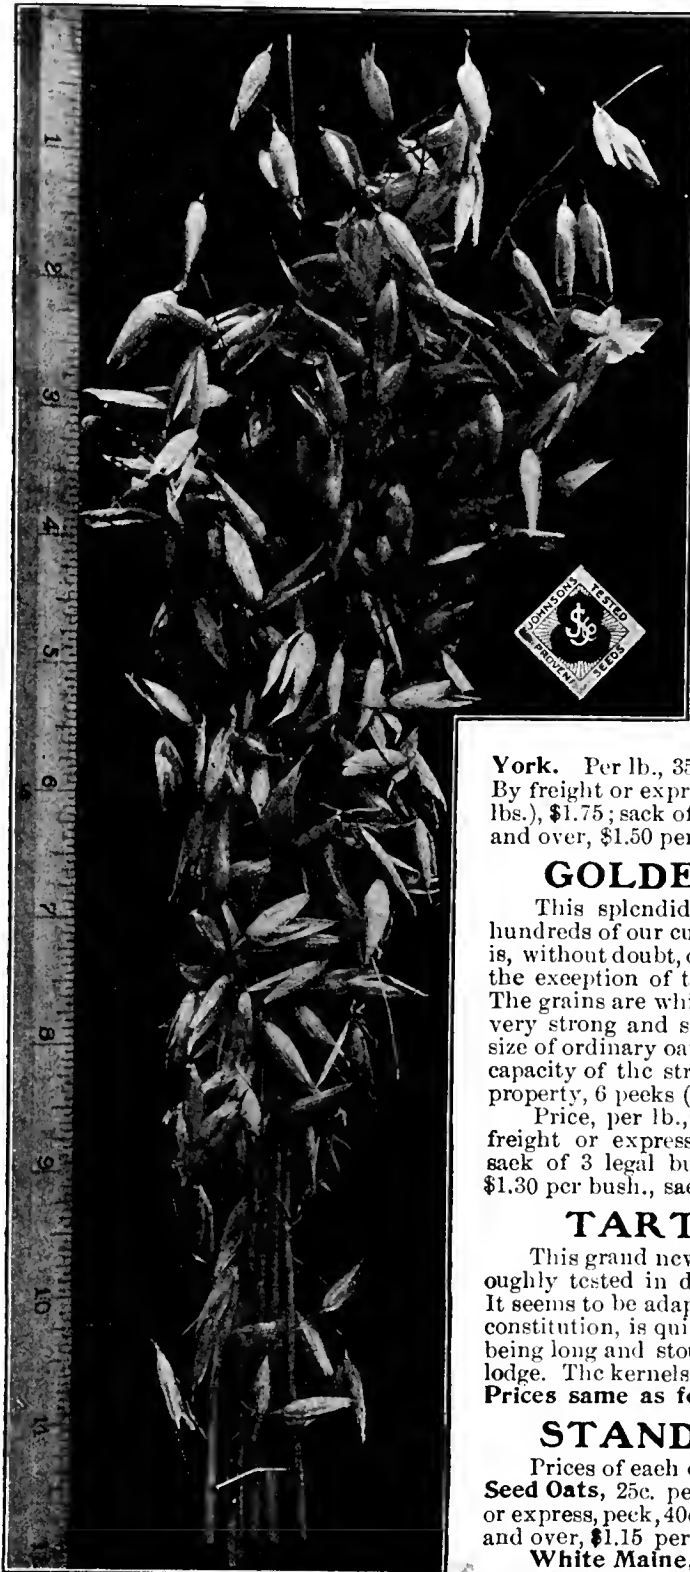 1
2
3
4
5
6
7
8
9
10
11
JOHNSON'S TESTED
PROVEN SEEDS
York. Per lb., 35
By freight or expr
lbs.), $1.75; sack of
and over, $1.50 per
GOLDE
This splendid
hundreds of our cu
is, without doubt, o
the exception of t
The grains are whi
very strong and s
size of ordinary oa
capacity of the str
property, 6 pecks (
Price, per lb.,
freight or express
sack of 3 legal bu
$1.30 per bush., sac
TART
This grand new
oughly tested in d
It seems to be adap
constitution, is qui
being long and stou
lodge. The kernels
Prices same as fo
STAND
Prices of each
Seed Oats, 25c. pe
or express, peck, 40c
and over, $1.15 per
White Maine,